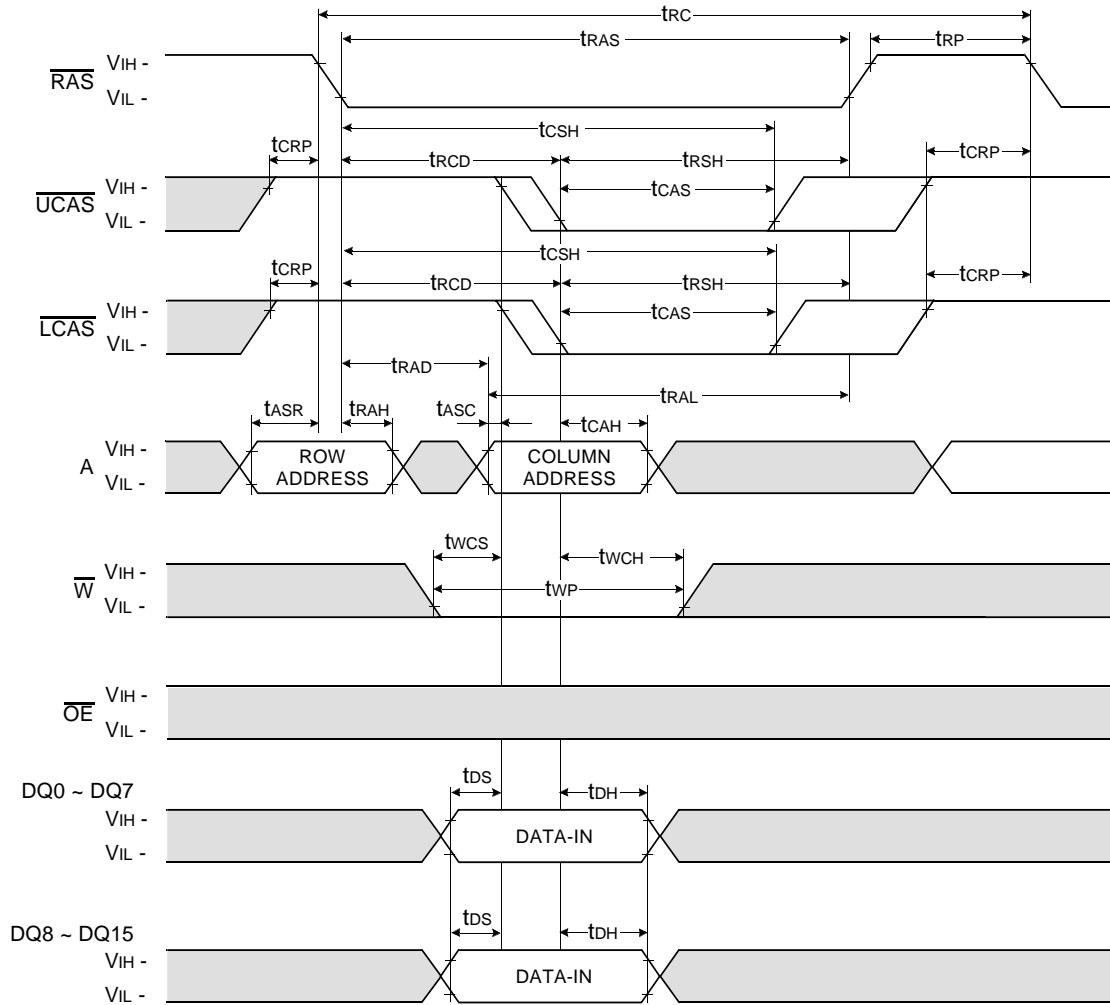 tRC
tRAS
tRP
RAS
VIH -
VIL -
tCSH
tCRP
tRCD
tRSH
tCRP
UCAS
VIH -
VIL -
tCAS
tCSH
tCRP
tRCD
tRSH
tCRP
LCAS
VIH -
VIL -
tCAS
tRAD
tRAL
tASR
tRAH
tASC
tCAH
A
VIH -
VIL -
ROW
ADDRESS
COLUMN
ADDRESS
tWCS
tWCH
W
VIH -
VIL -
tWP
OE
VIH -
VIL -
DQ0 ~ DQ7
tDS
tDH
VIH -
VIL -
DATA-IN
DQ8 ~ DQ15
tDS
tDH
VIH -
VIL -
DATA-IN